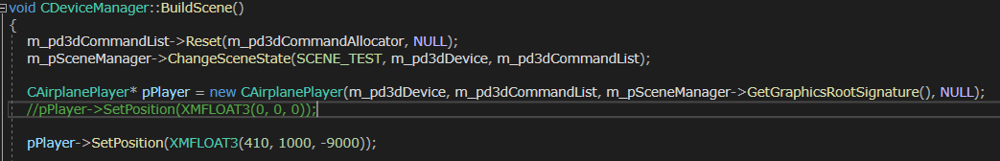 void CDeviceManager::BuildScene()
{
m_pd3dCommandList->Reset(m_pd3dCommandAllocator, NULL);
m_pSceneManager->ChangeSceneState(SCENE_TEST, m_pd3dDevice, m_pd3dCommandList);
CAirplanePlayer* pPlayer = new CAirplanePlayer(m_pd3dDevice, m_pd3dCommandList, m_pSceneManager->GetGraphicsRootSignature(), NULL);
//pPlayer->SetPosition(XMFLOAT3(0, 0, 0));
pPlayer->SetPosition(XMFLOAT3(410, 1000, -9000));